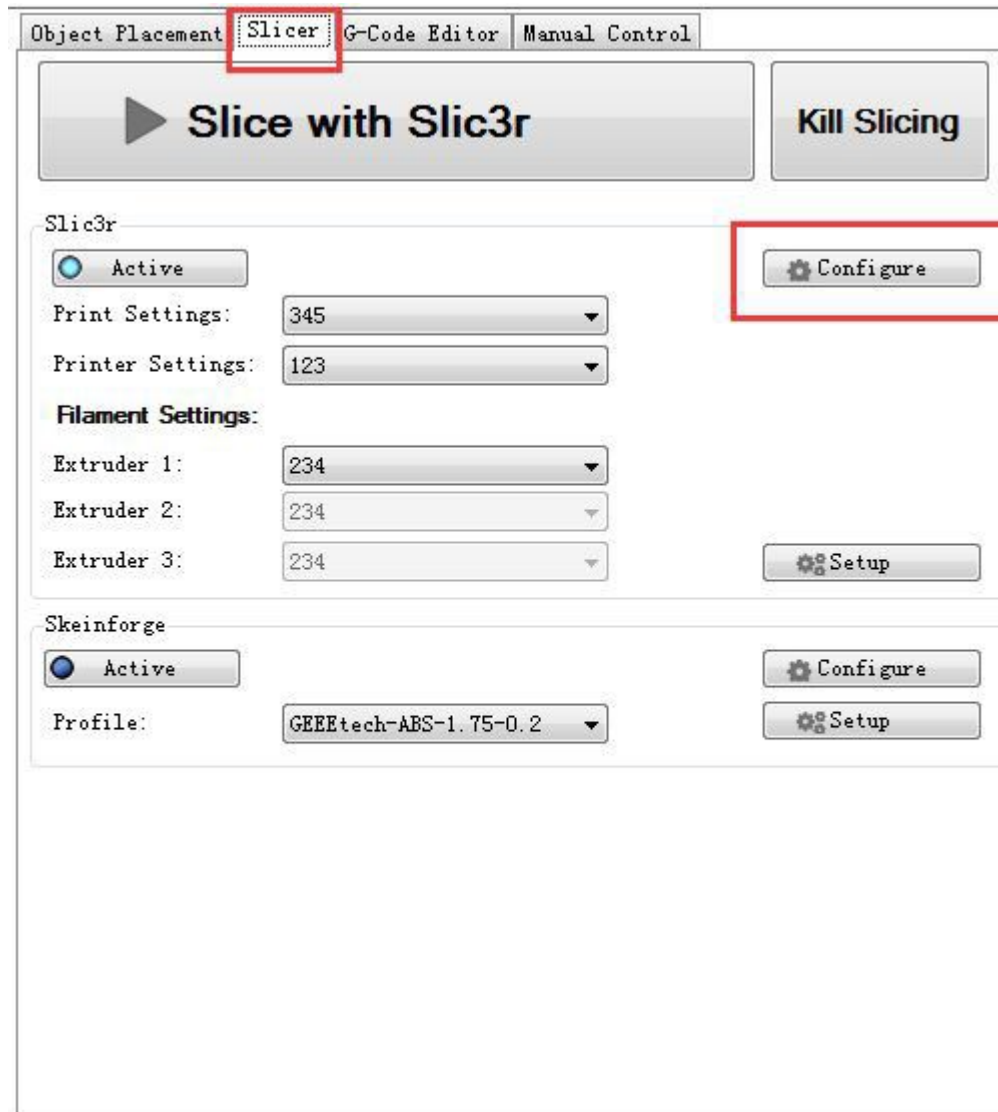 Object Placement Slicer G-Code Editor Manual Control
Slice with Slic3r Kill Slicing
Slic3r
Active Configure
Print Settings: 345
Printer Settings: 123
Filament Settings:
Extruder 1: 234
Extruder 2: 234
Extruder 3: 234 Setup
Skeinforge
Active Configure
Profile: GEEEtech-ABS-1.75-0.2 Setup